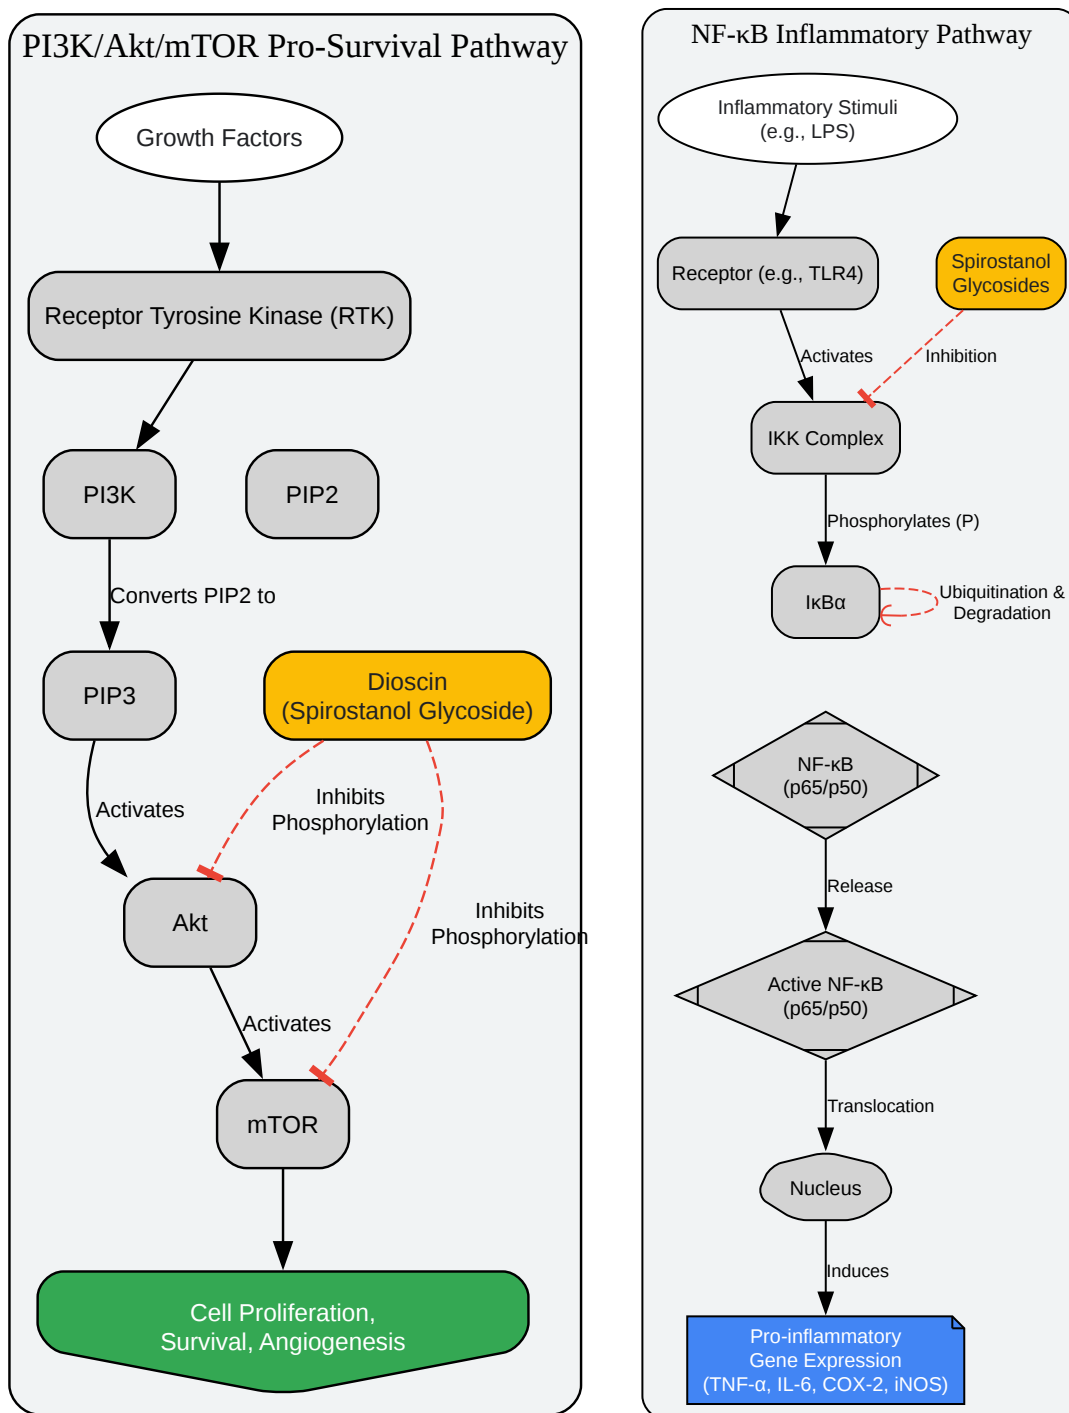 PI3K/Akt/mTOR Pro-Survival Pathway
Growth Factors
Receptor Tyrosine Kinase (RTK)
PI3K
PIP2
Converts PIP2 to
PIP3
Dioscin
(Spirostanol Glycoside)
Activates
Inhibits
Phosphorylation
Akt
Inhibits
Phosphorylation
Activates
mTOR
Cell Proliferation,
Survival, Angiogenesis
NF-κB Inflammatory Pathway
Inflammatory Stimuli
(e.g., LPS)
Receptor (e.g., TLR4)
Spirostanol
Glycosides
Activates
Inhibition
IKK Complex
Phosphorylates (P)
IκBα
Ubiquitination &
Degradation
NF-κB
(p65/p50)
Release
Active NF-κB
(p65/p50)
Translocation
Nucleus
Induces
Pro-inflammatory
Gene Expression
(TNF-α, IL-6, COX-2, iNOS)